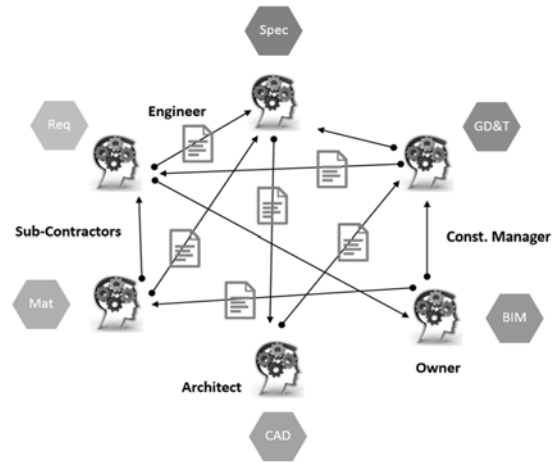 Spec
Engineer
Req
GD&T
Sub-Contractors
Const. Manager
Mat
BIM
Owner
Architect
CAD